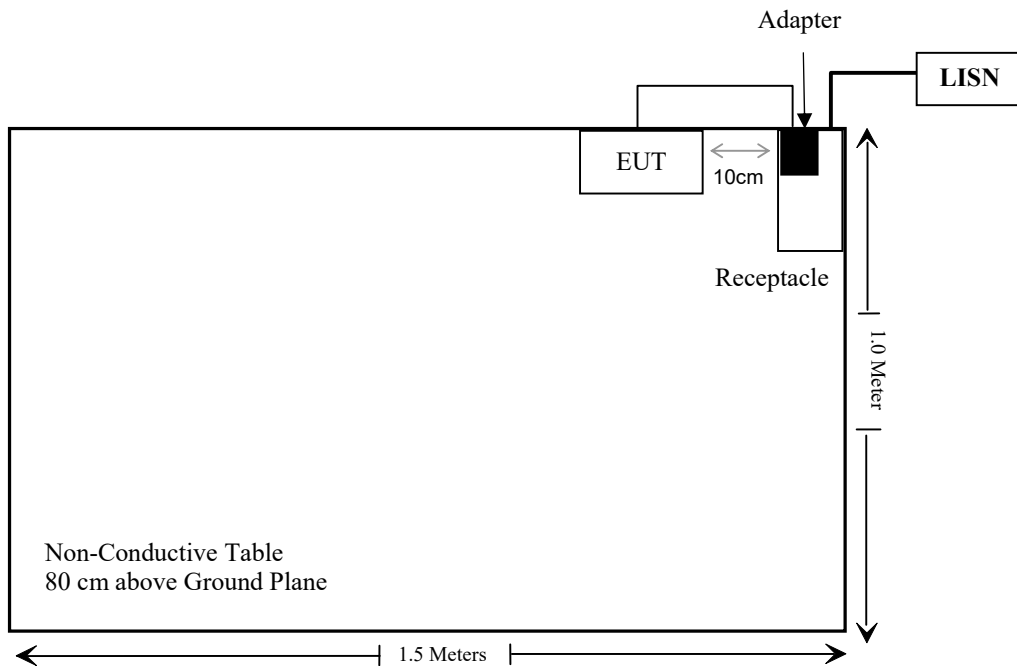 Adapter
LISN
EUT
10cm
Receptacle
1.0 Meter
Non-Conductive Table
80 cm above Ground Plane
1.5 Meters